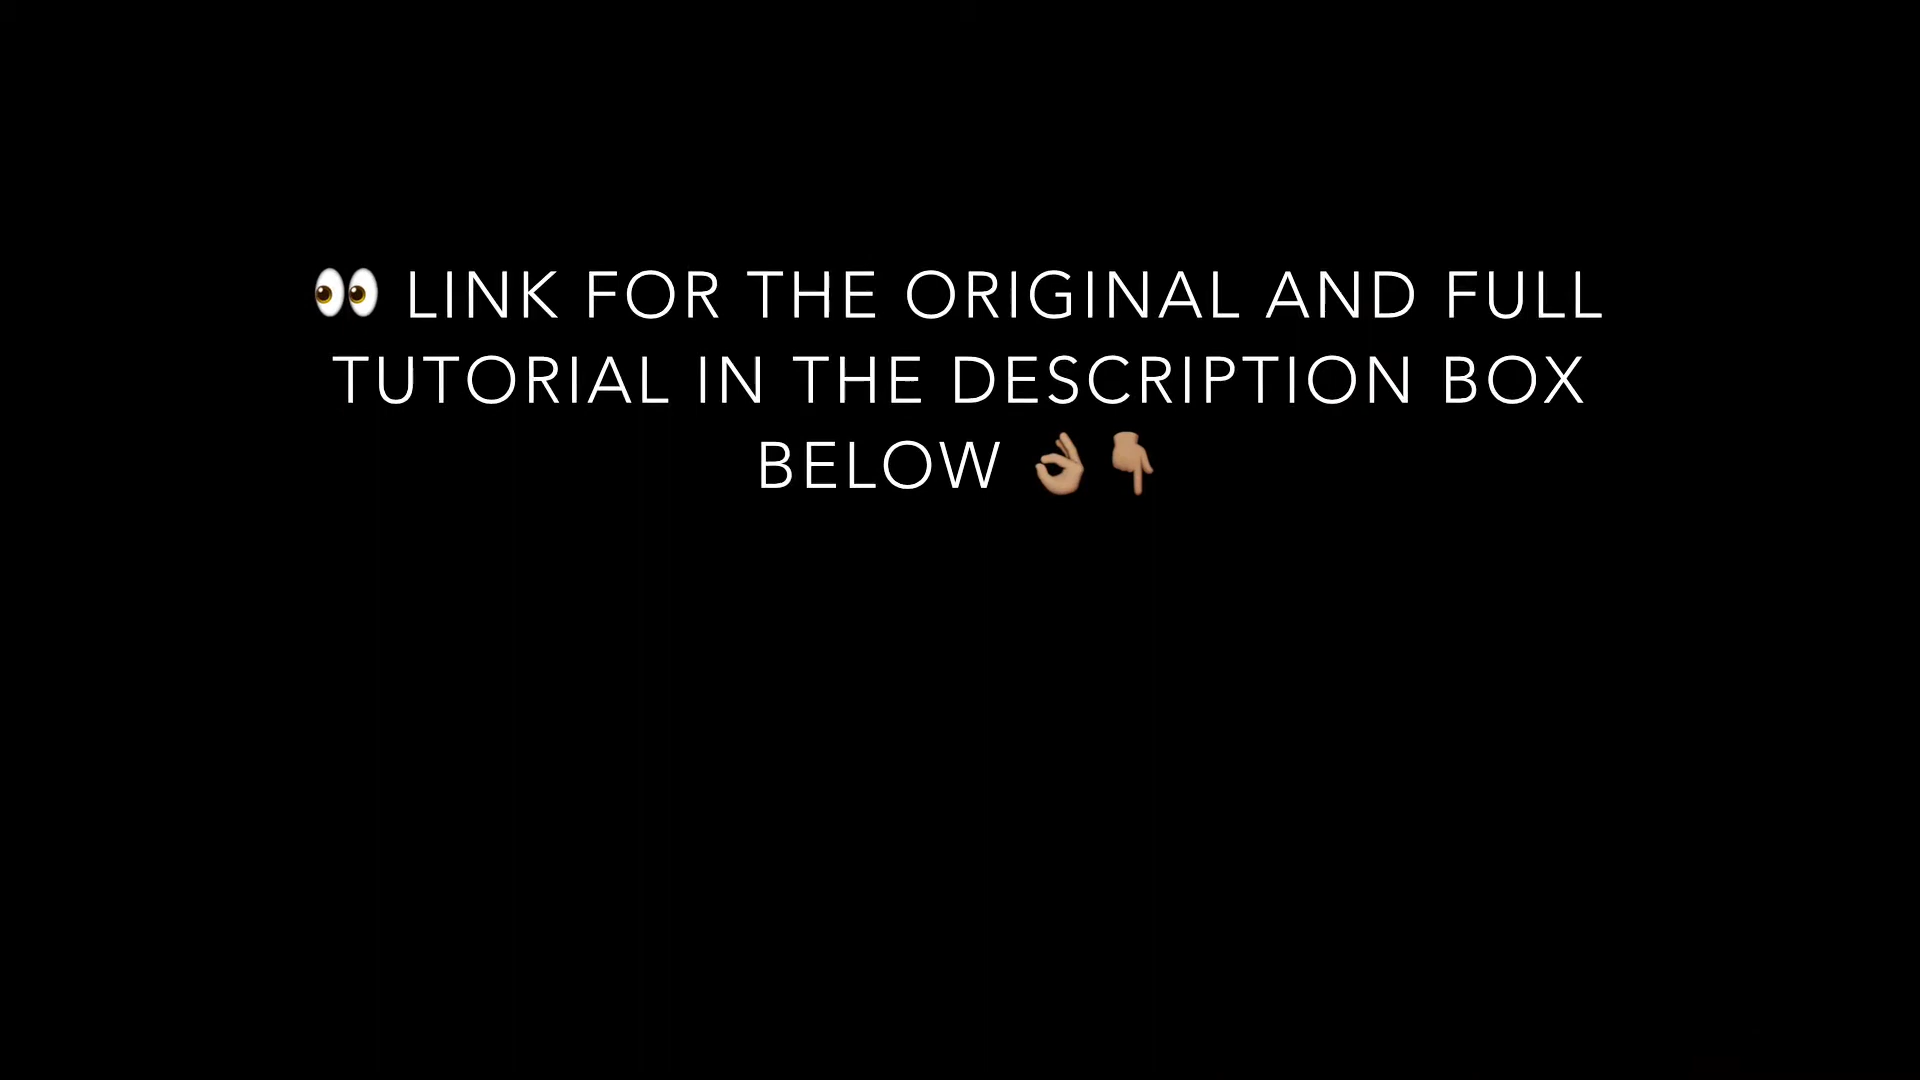 👀 LINK FOR THE ORIGINAL AND FULL
TUTORIAL IN THE DESCRIPTION BOX
BELOW 👌🏼👇🏼